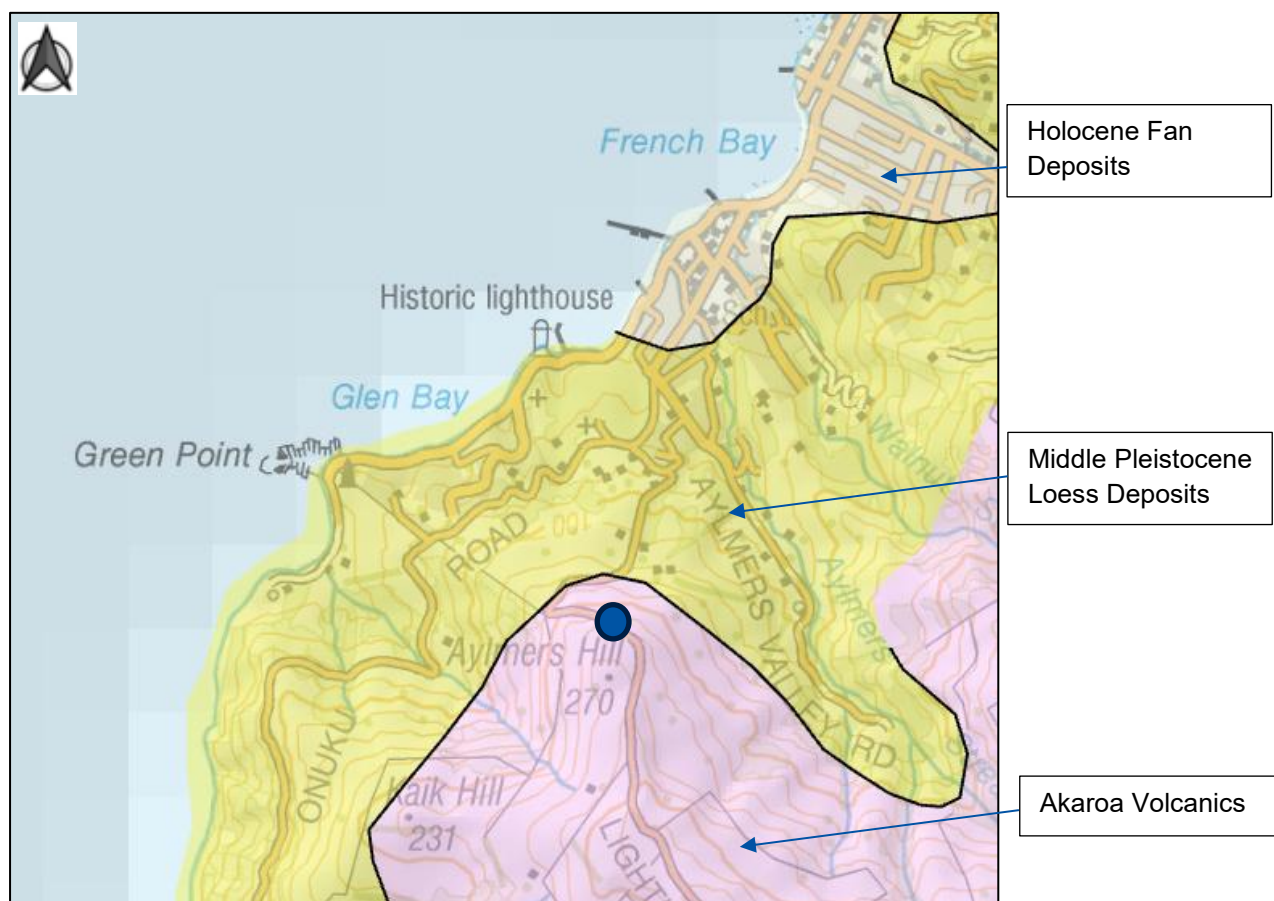 Holocene Fan
Deposits
French Bay
Historic lighthouse
Glen Bay
Green Point
Middle Pleistocene
Loess Deposits
ROAD
AYLMERS VALLEY RD
Aylmers
Aylmers Hill
270
ONUKU
Kaik Hill
231
Akaroa Volcanics